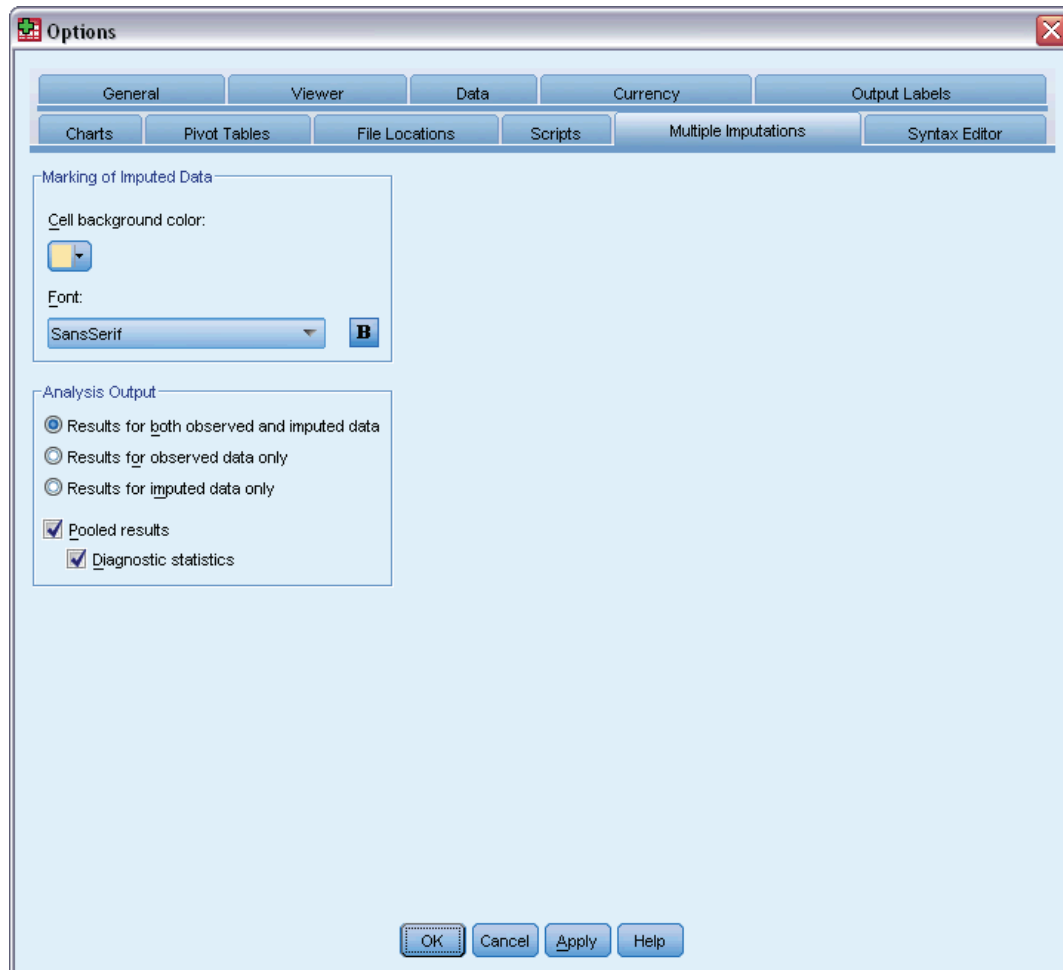 Options
General Viewer Data Currency Output Labels
Charts Pivot Tables File Locations Scripts Multiple Imputations Syntax Editor
Marking of Imputed Data
Cell background color:
Font:
SansSerif B
Analysis Output
Results for both observed and imputed data
Results for observed data only
Results for imputed data only
Pooled results
Diagnostic statistics
OK Cancel Apply Help